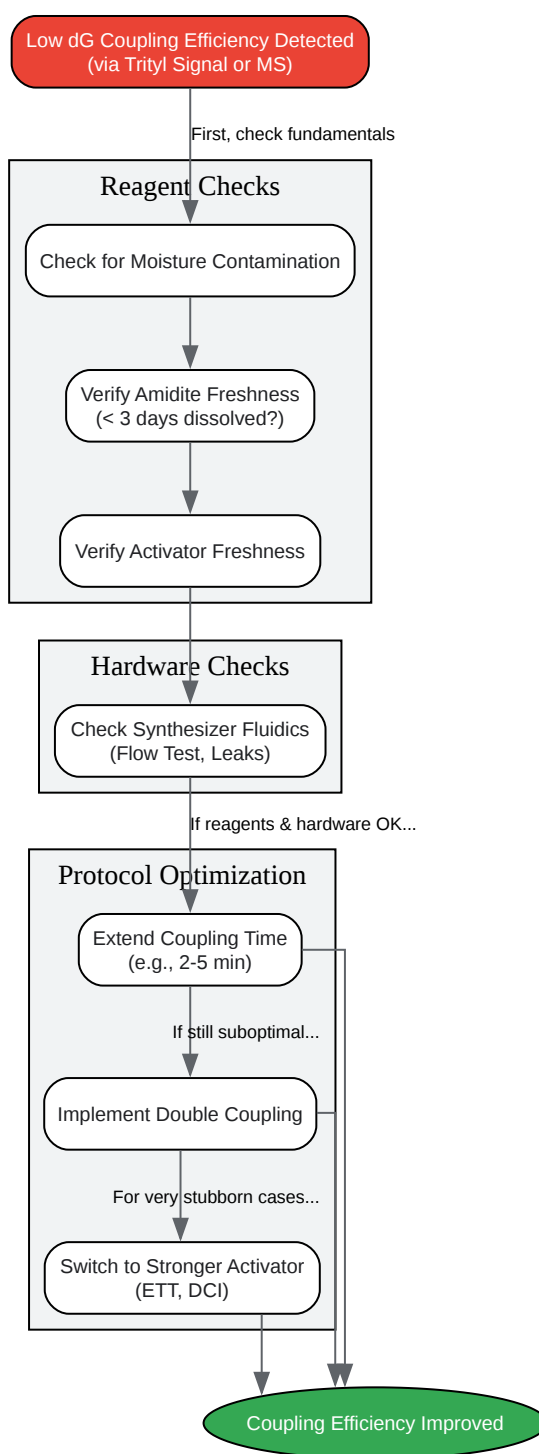 Low dG Coupling Efficiency Detected
(via Trityl Signal or MS)
First, check fundamentals
Reagent Checks
Check for Moisture Contamination
Verify Amidite Freshness
(< 3 days dissolved?)
Verify Activator Freshness
Hardware Checks
Check Synthesizer Fluidics
(Flow Test, Leaks)
If reagents & hardware OK...
Protocol Optimization
Extend Coupling Time
(e.g., 2-5 min)
If still suboptimal...
Implement Double Coupling
For very stubborn cases...
Switch to Stronger Activator
(ETT, DCI)
Coupling Efficiency Improved